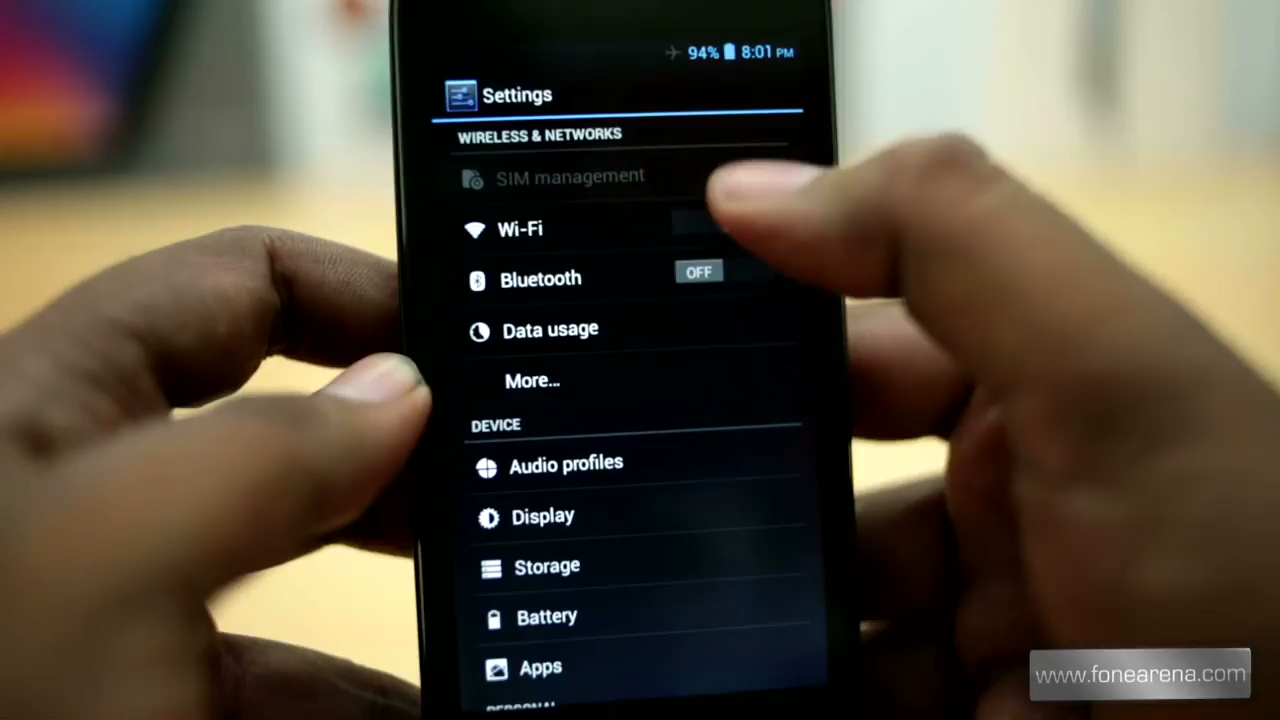 94% 8:01 PM
Settings
WIRELESS & NETWORKS
SIM management
Wi-Fi
Bluetooth OFF
Data usage
More...
DEVICE
Audio profiles
Display
Storage
Battery
Apps
PERSONAL
www.fonearena.com